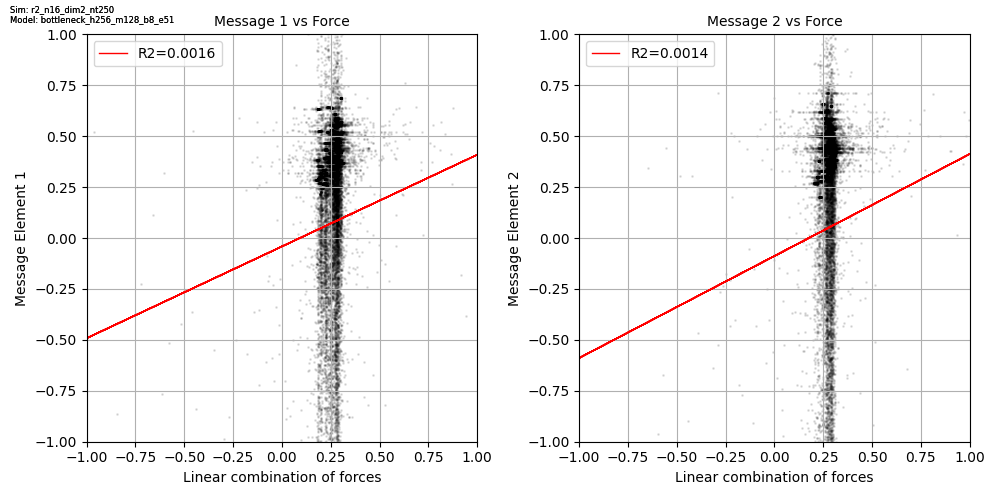 Sim: r2_n16_dim2_nt250
Model: bottleneck_h256_m128_b8_e51
Message 1 vs Force
R2=0.0016
1.00
0.75
0.50
0.25
0.00
−0.25
−0.50
−0.75
−1.00
Message Element 1
−1.00 −0.75 −0.50 −0.25 0.00 0.25 0.50 0.75 1.00
Linear combination of forces
Message 2 vs Force
R2=0.0014
1.00
0.75
0.50
0.25
0.00
−0.25
−0.50
−0.75
−1.00
Message Element 2
−1.00 −0.75 −0.50 −0.25 0.00 0.25 0.50 0.75 1.00
Linear combination of forces